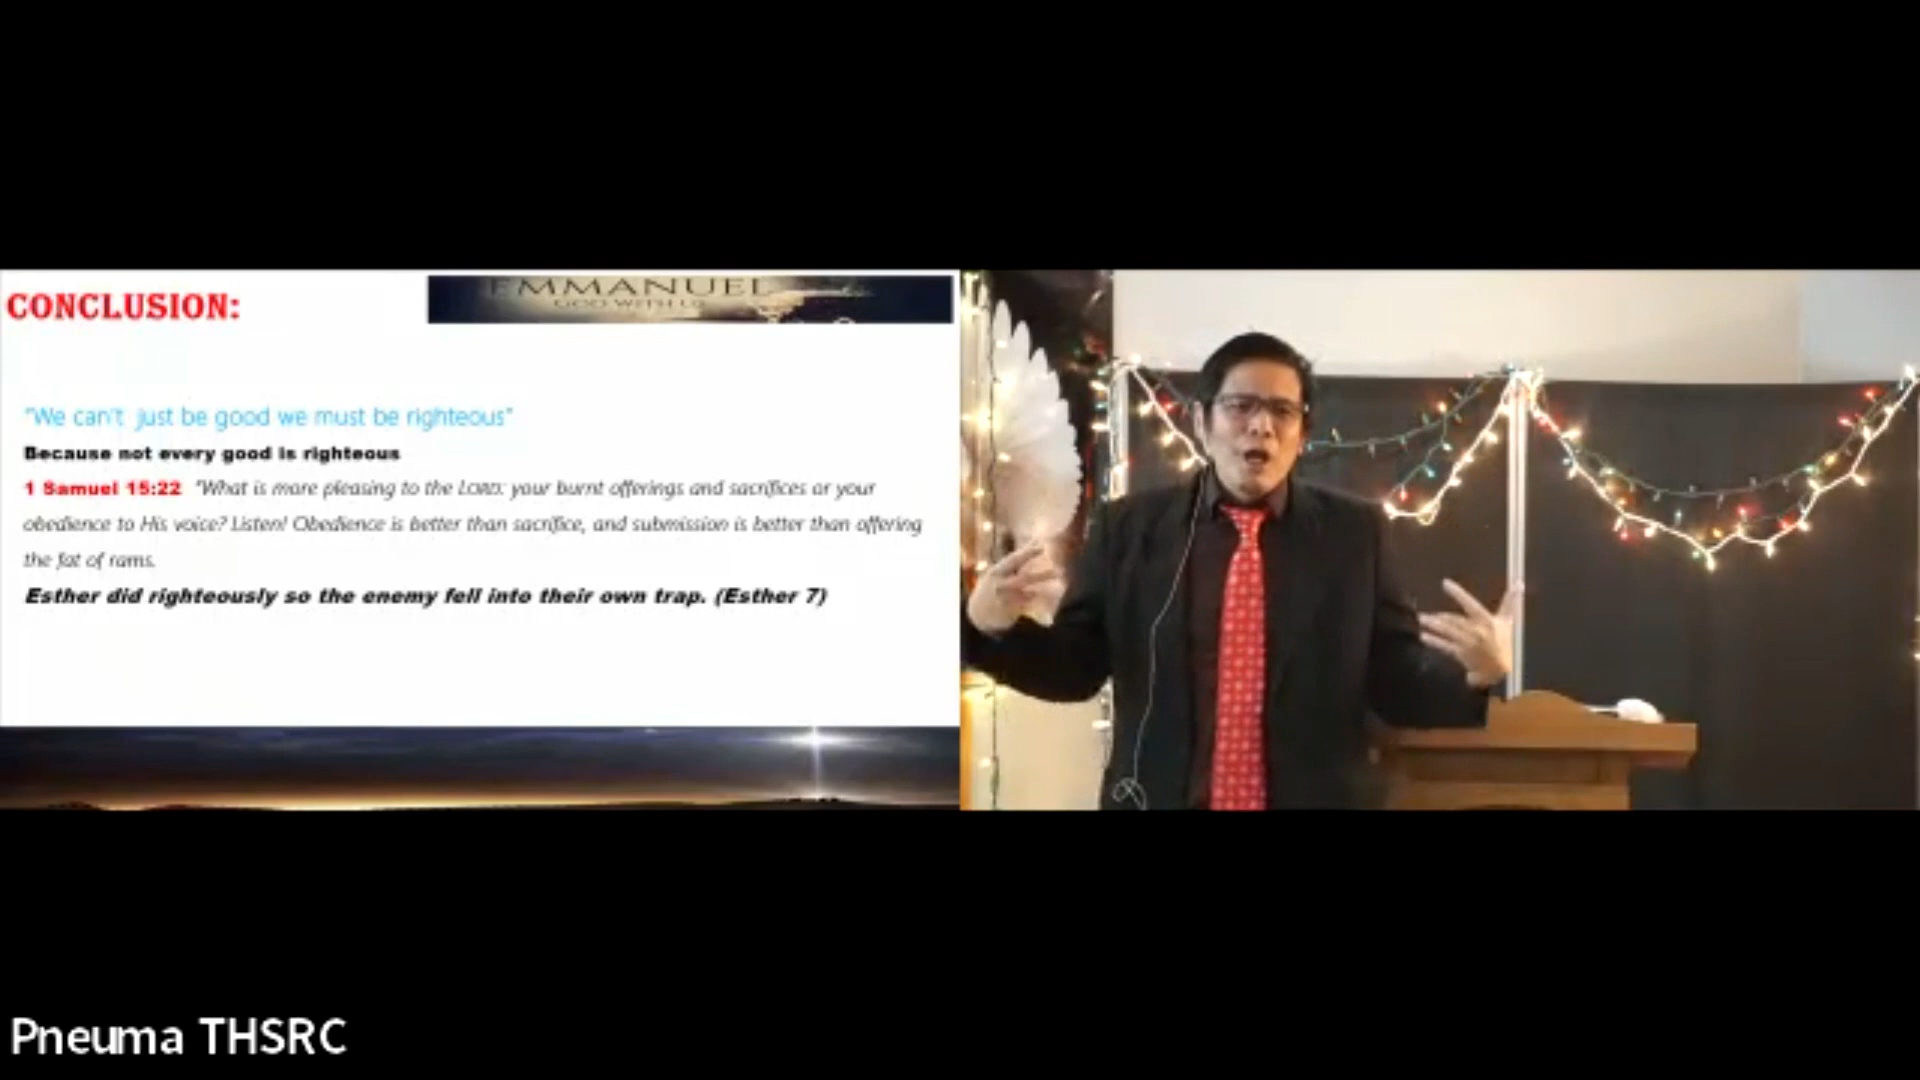 CONCLUSION:
EMMANUEL
GOD WITH US
"We can't just be good we must be righteous"
Because not every good is righteous
1 Samuel 15:22 "What is more pleasing to the LORD: your burnt offerings and sacrifices or your
obedience to His voice? Listen! Obedience is better than sacrifice, and submission is better than offering
the fat of rams.
Esther did righteously so the enemy fell into their own trap. (Esther 7)
Pneuma THSRC